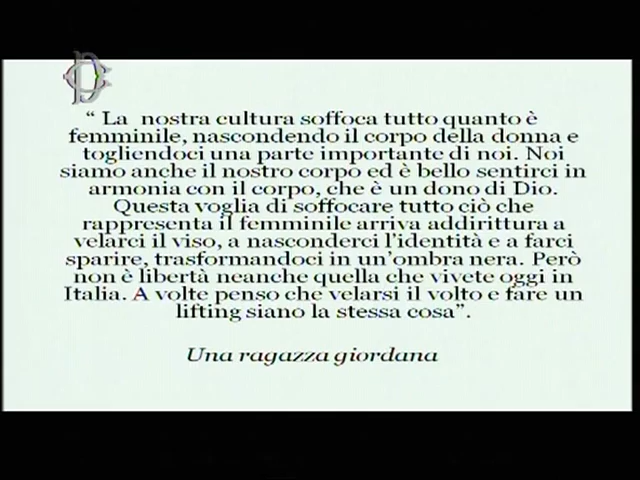 “ La nostra cultura soffoca tutto quanto è
femminile, nascondendo il corpo della donna e
togliendoci una parte importante di noi. Noi
siamo anche il nostro corpo ed è bello sentirci in
armonia con il corpo, che è un dono di Dio.
Questa voglia di soffocare tutto ciò che
rappresenta il femminile arriva addirittura a
velarci il viso, a nasconderci l'identità e a farci
sparire, trasformandoci in un'ombra nera. Però
non è libertà neanche quella che vivete oggi in
Italia. A volte penso che velarsi il volto e fare un
lifting siano la stessa cosa”.
Una ragazza giordana